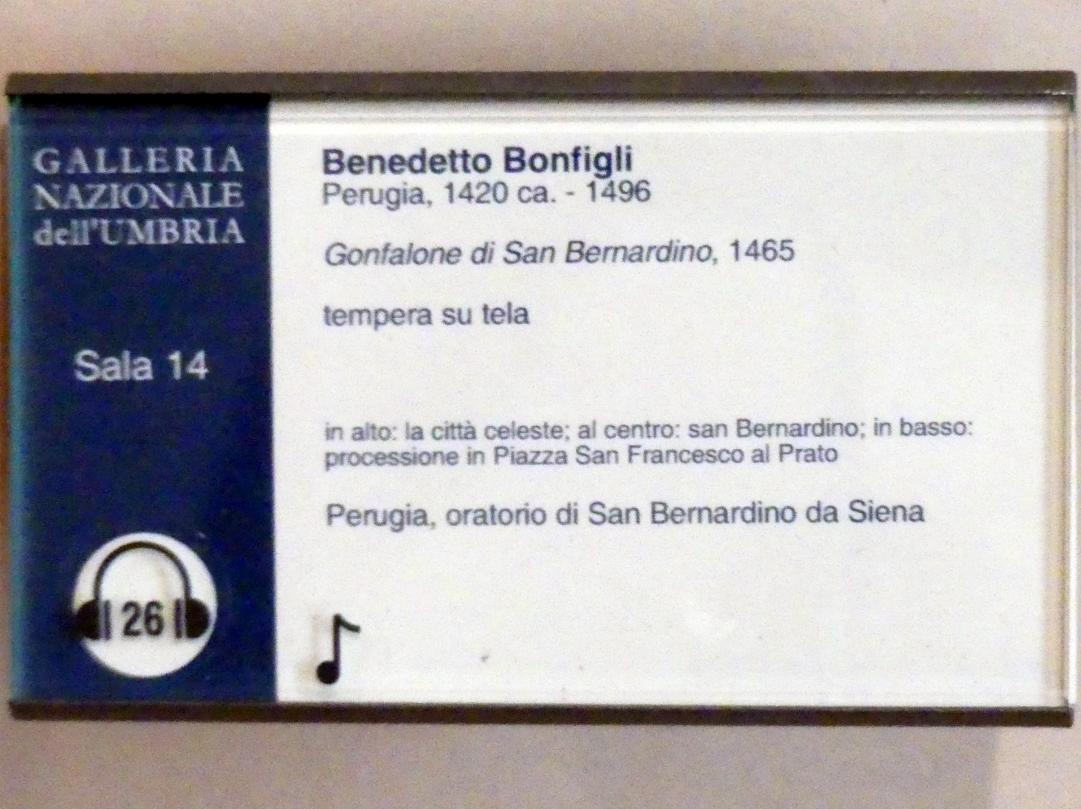 GALLERIA
NAZIONALE
dell'UMBRIA
Sala 14
26
Benedetto Bonfigli
Perugia, 1420 ca. - 1496
Gonfalone di San Bernardino, 1465
tempera su tela
in alto: la città celeste; al centro: san Bernardino; in basso:
processione in Piazza San Francesco al Prato
Perugia, oratorio di San Bernardino da Siena